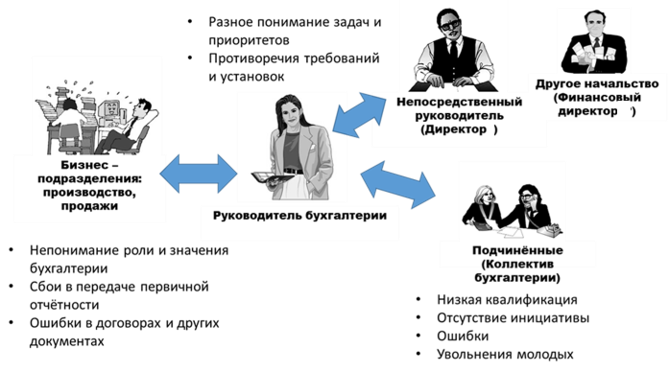 • Разное понимание задач и
приоритетов
• Противоречия требований
и установок
Непосредственный
руководитель
(Директор )
Другое начальство
(Финансовый
директор )
Бизнес –
подразделения:
производство,
продажи
Руководитель бухгалтерии
Подчинённые
(Коллектив
бухгалтерии)
• Непонимание роли и значения
бухгалтерии
• Сбои в передаче первичной
отчётности
• Ошибки в договорах и других
документах
• Низкая квалификация
• Отсутствие инициативы
• Ошибки
• Увольнения молодых